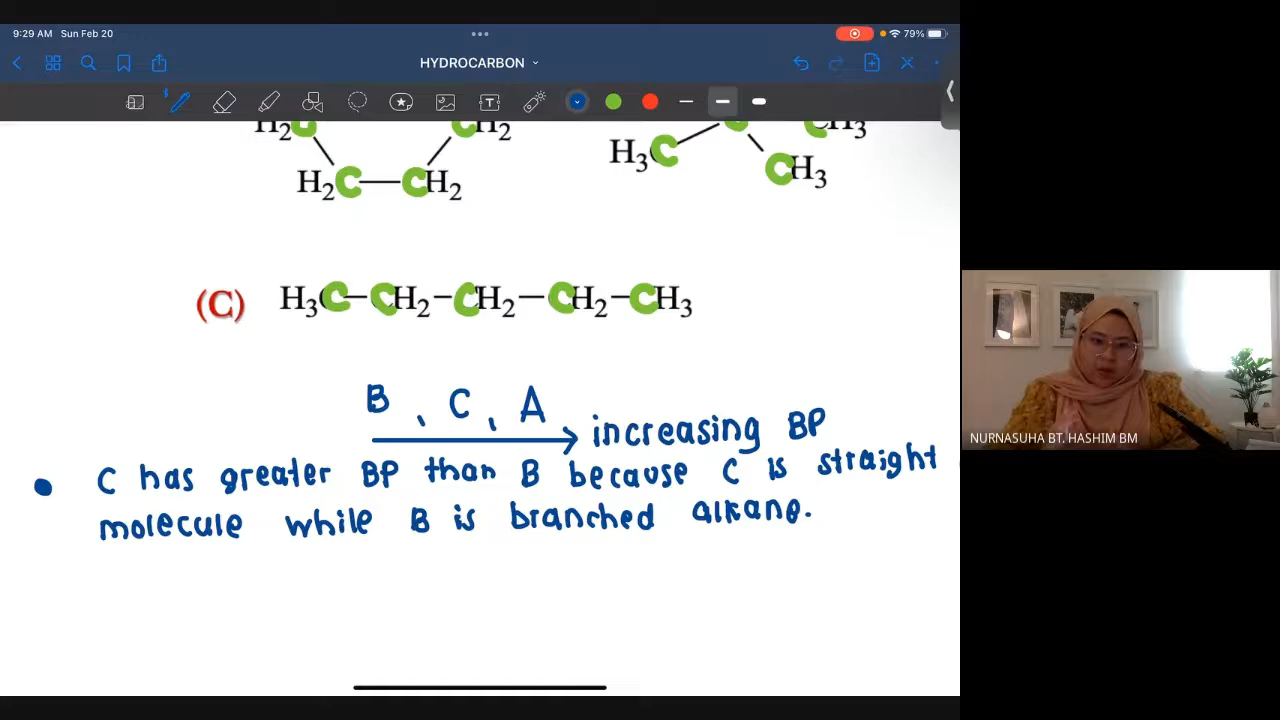 9:29 AM Sun Feb 20
79%
HYDROCARBON
T
H2C CH2
H3C CH3
H2C—CH2 CH3
(C) H3C—CH2—CH2—CH2—CH3
B, C, A
increasing BP
• C has greater BP than B because C is straight
molecule while B is branched alkane.
NURNASUHA BT. HASHIM BM